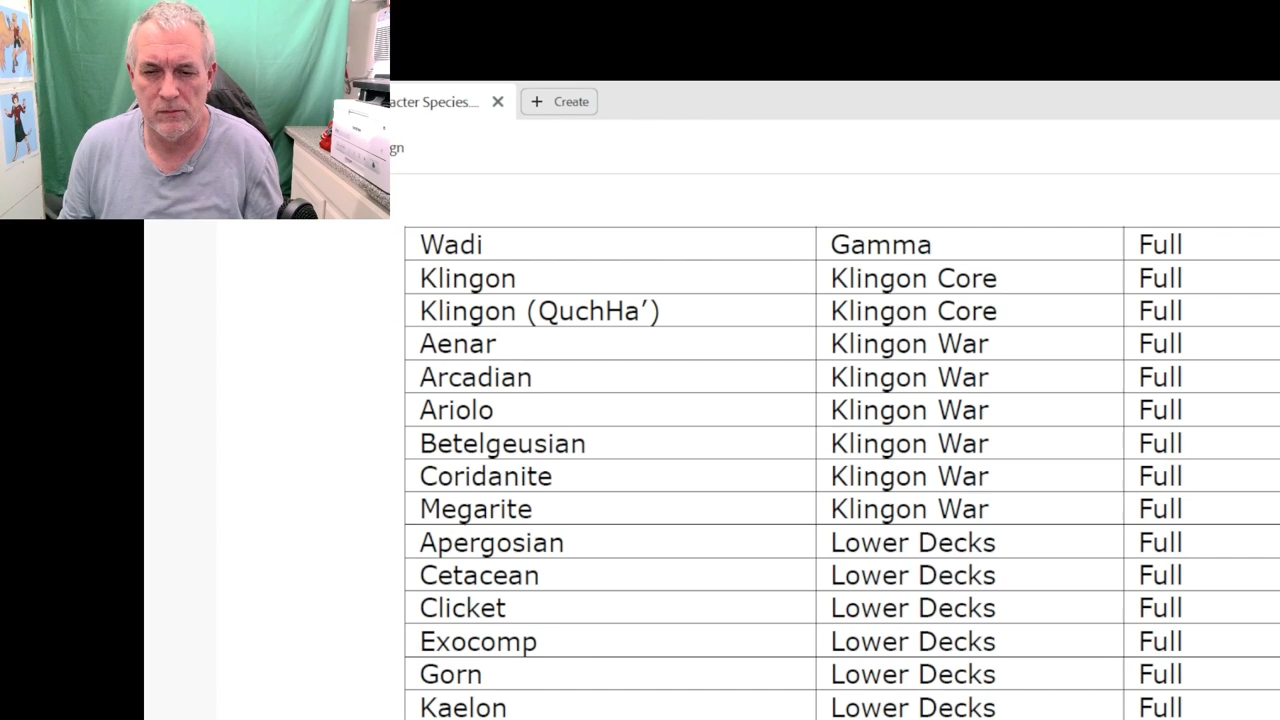 acter Species...
+ Create
gn
Wadi Gamma Full
Klingon Klingon Core Full
Klingon (QuchHa’) Klingon Core Full
Aenar Klingon War Full
Arcadian Klingon War Full
Ariolo Klingon War Full
Betelgeusian Klingon War Full
Coridanite Klingon War Full
Megarite Klingon War Full
Apergosian Lower Decks Full
Cetacean Lower Decks Full
Clicket Lower Decks Full
Exocomp Lower Decks Full
Gorn Lower Decks Full
Kaelon Lower Decks Full